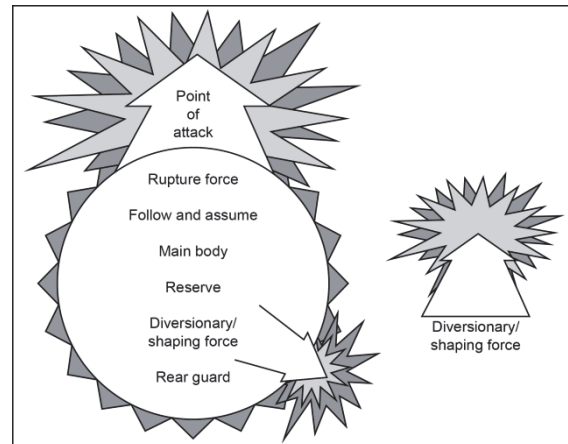 Point
of
attack
Rupture force
Follow and assume
Main body
Reserve
Diversionary/
shaping force
Rear guard
Diversionary/
shaping force